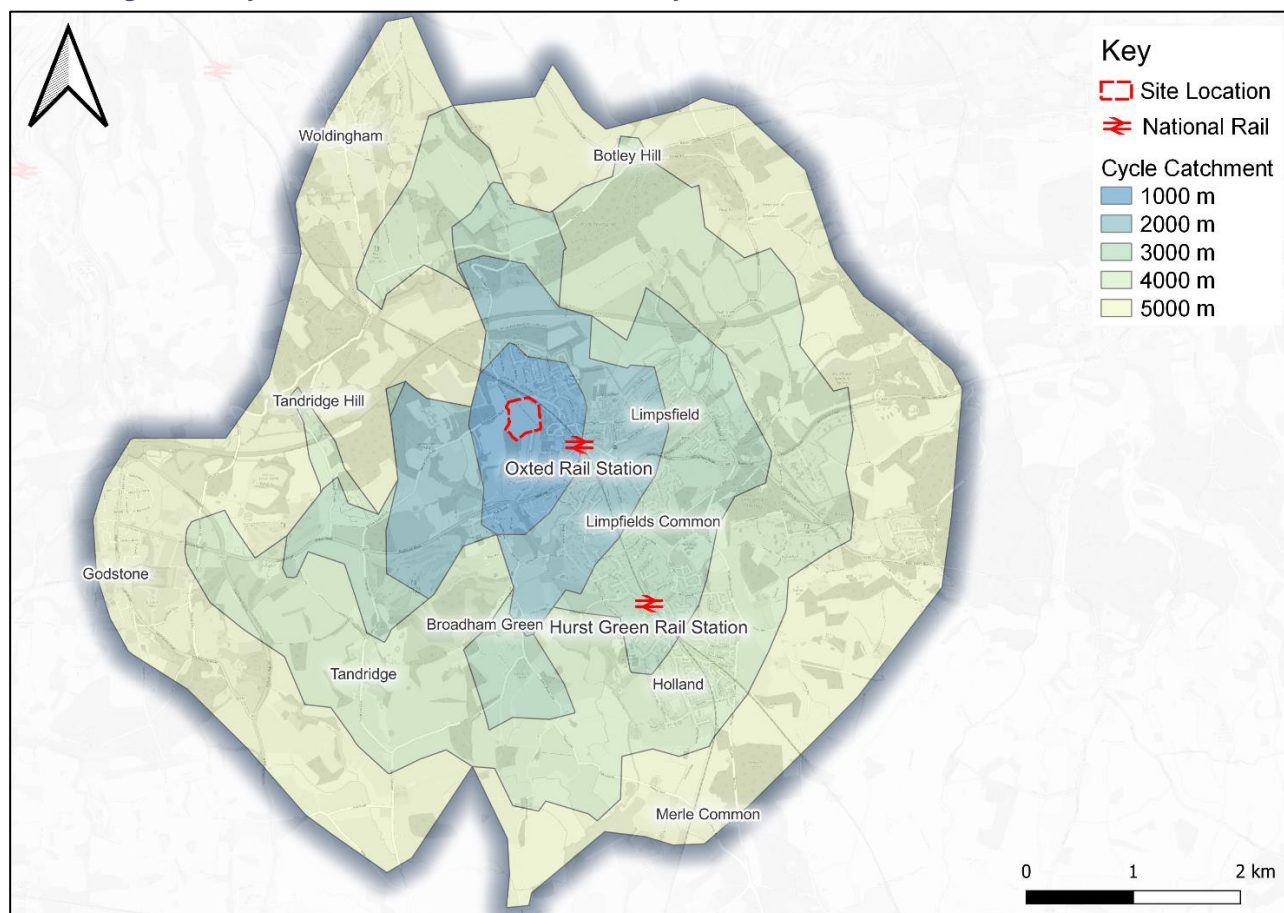 Key
Site Location
National Rail
Cycle Catchment
1000 m
2000 m
3000 m
4000 m
5000 m
Woldingham
Botley Hill
Tandridge Hill
Limpsfield
Oxted Rail Station
Limpfields Common
Godstone
Broadham Green
Hurst Green Rail Station
Tandridge
Holland
Merle Common
0
1
2 km